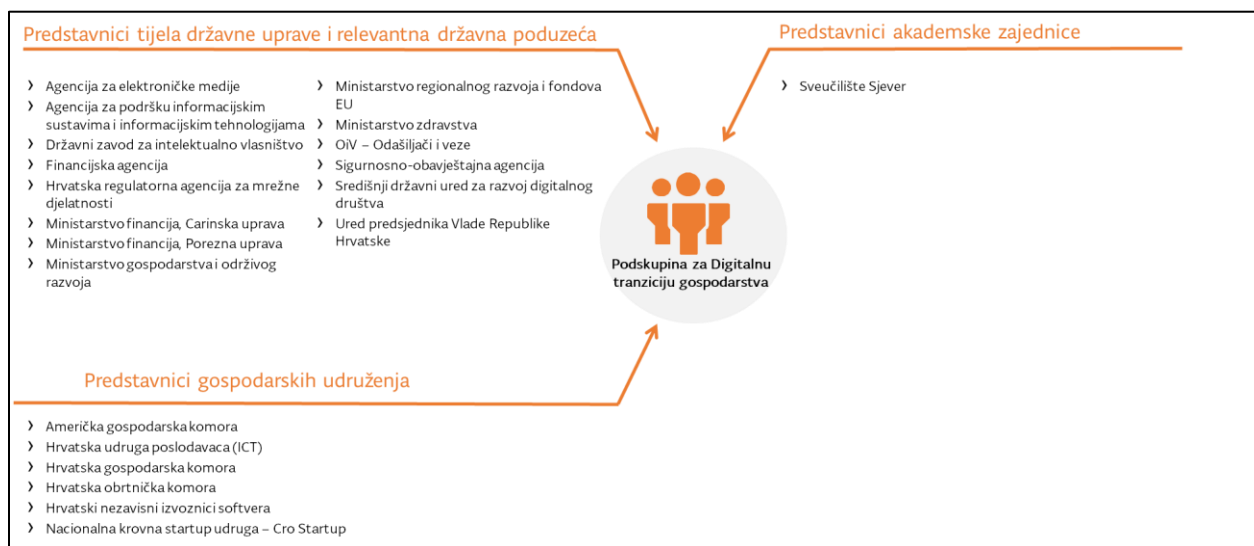 Predstavnici tijela državne uprave i relevantna državna poduzeća
› Agencija za elektroničke medije
› Agencija za podršku informacijskim
sustavima i informacijskim tehnologijama
› Državni zavod za intelektualno vlasništvo
› Financijska agencija
› Hrvatska regulatorna agencija za mrežne
djelatnosti
› Ministarstvo financija, Carinska uprava
› Ministarstvo financija, Porezna uprava
› Ministarstvo gospodarstva i održivog
razvoja
› Ministarstvo regionalnog razvoja i fondova
EU
› Ministarstvo zdravstva
› OiV – Odašiljači i veze
› Sigurnosno-obavještajna agencija
› Središnji državni ured za razvoj digitalnog
društva
› Ured predsjednika Vlade Republike
Hrvatske
Predstavnici akademske zajednice
› Sveučilište Sjever
Podskupina za Digitalnu
tranziciju gospodarstva
Predstavnici gospodarskih udruženja
› Američka gospodarska komora
› Hrvatska udruga poslodavaca (ICT)
› Hrvatska gospodarska komora
› Hrvatska obrtnička komora
› Hrvatski nezavisni izvoznici softvera
› Nacionalna krovna startup udruga – Cro Startup